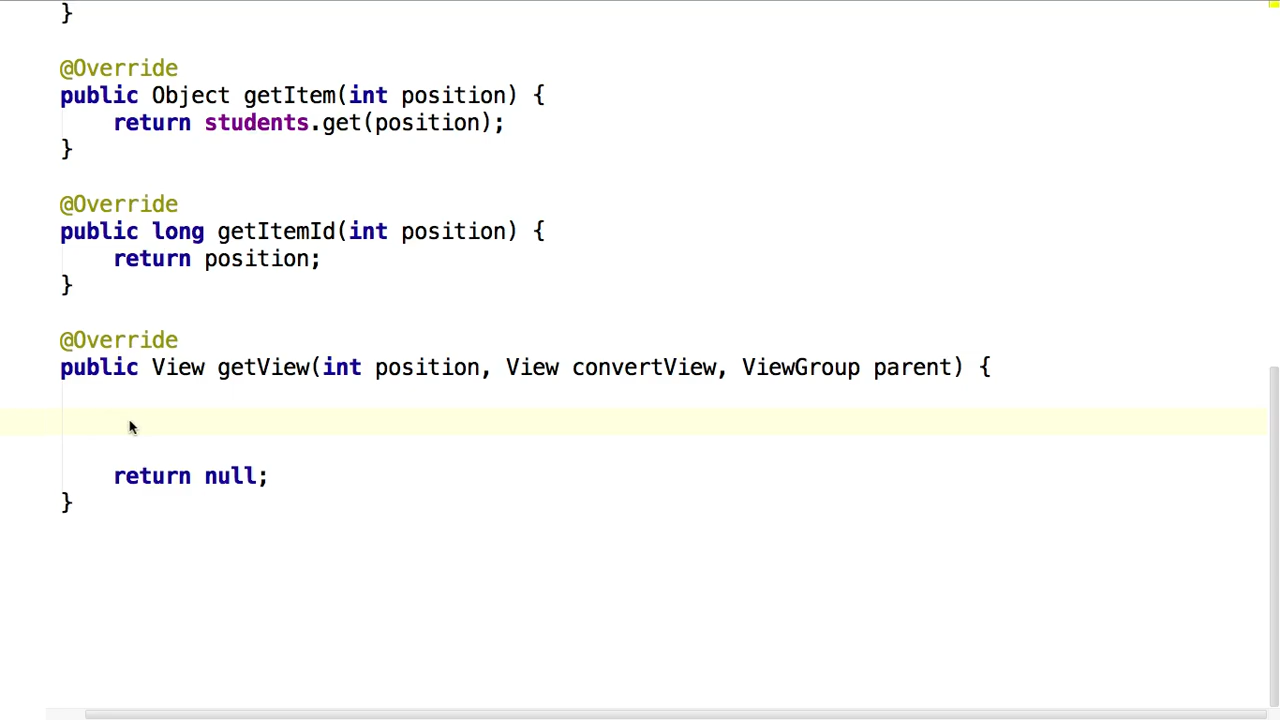 }
@Override
public Object getItem(int position) {
return students.get(position);
}
@Override
public long getItemId(int position) {
return position;
}
@Override
public View getView(int position, View convertView, ViewGroup parent) {
return null;
}